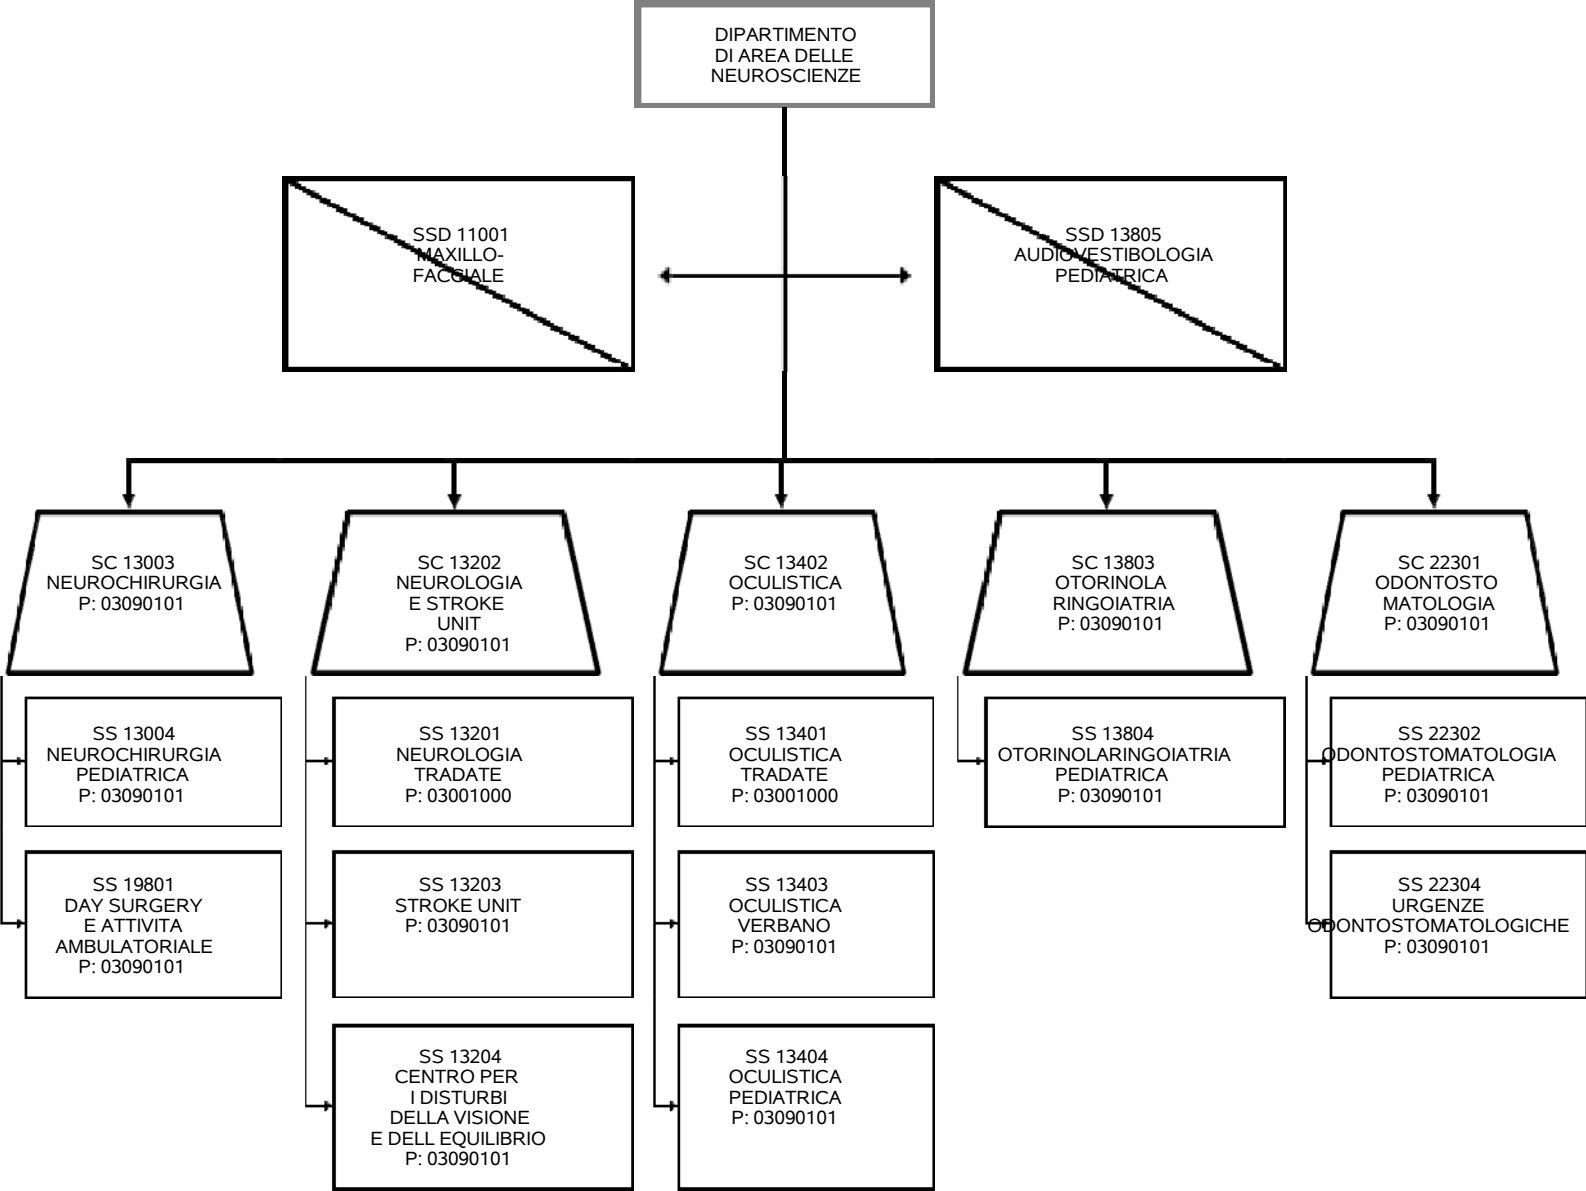 DIPARTIMENTO
DI AREA DELLE
NEUROSCIENZE
SSD 11001
MAXILLO-
FACCIALE
SSD 13805
AUDIOVESTIBOLOGIA
PEDIATRICA
SC 13003
NEUROCHIRURGIA
P: 03090101
SC 13202
NEUROLOGIA
E STROKE
UNIT
P: 03090101
SC 13402
OCULISTICA
P: 03090101
SC 13803
OTORINOLA
RINGOIATRIA
P: 03090101
SC 22301
ODONTOSTO
MATOLOGIA
P: 03090101
SS 13004
NEUROCHIRURGIA
PEDIATRICA
P: 03090101
SS 13201
NEUROLOGIA
TRADATE
P: 03001000
SS 13401
OCULISTICA
TRADATE
P: 03001000
SS 13804
OTORINOLARINGOIATRIA
PEDIATRICA
P: 03090101
SS 22302
ODONTOSTOMATOLOGIA
PEDIATRICA
P: 03090101
SS 19801
DAY SURGERY
E ATTIVITA
AMBULATORIALE
P: 03090101
SS 13203
STROKE UNIT
P: 03090101
SS 13403
OCULISTICA
VERBANO
P: 03090101
SS 22304
URGENZE
ODONTOSTOMATOLOGICHE
P: 03090101
SS 13204
CENTRO PER
I DISTURBI
DELLA VISIONE
E DELL EQUILIBRIO
P: 03090101
SS 13404
OCULISTICA
PEDIATRICA
P: 03090101